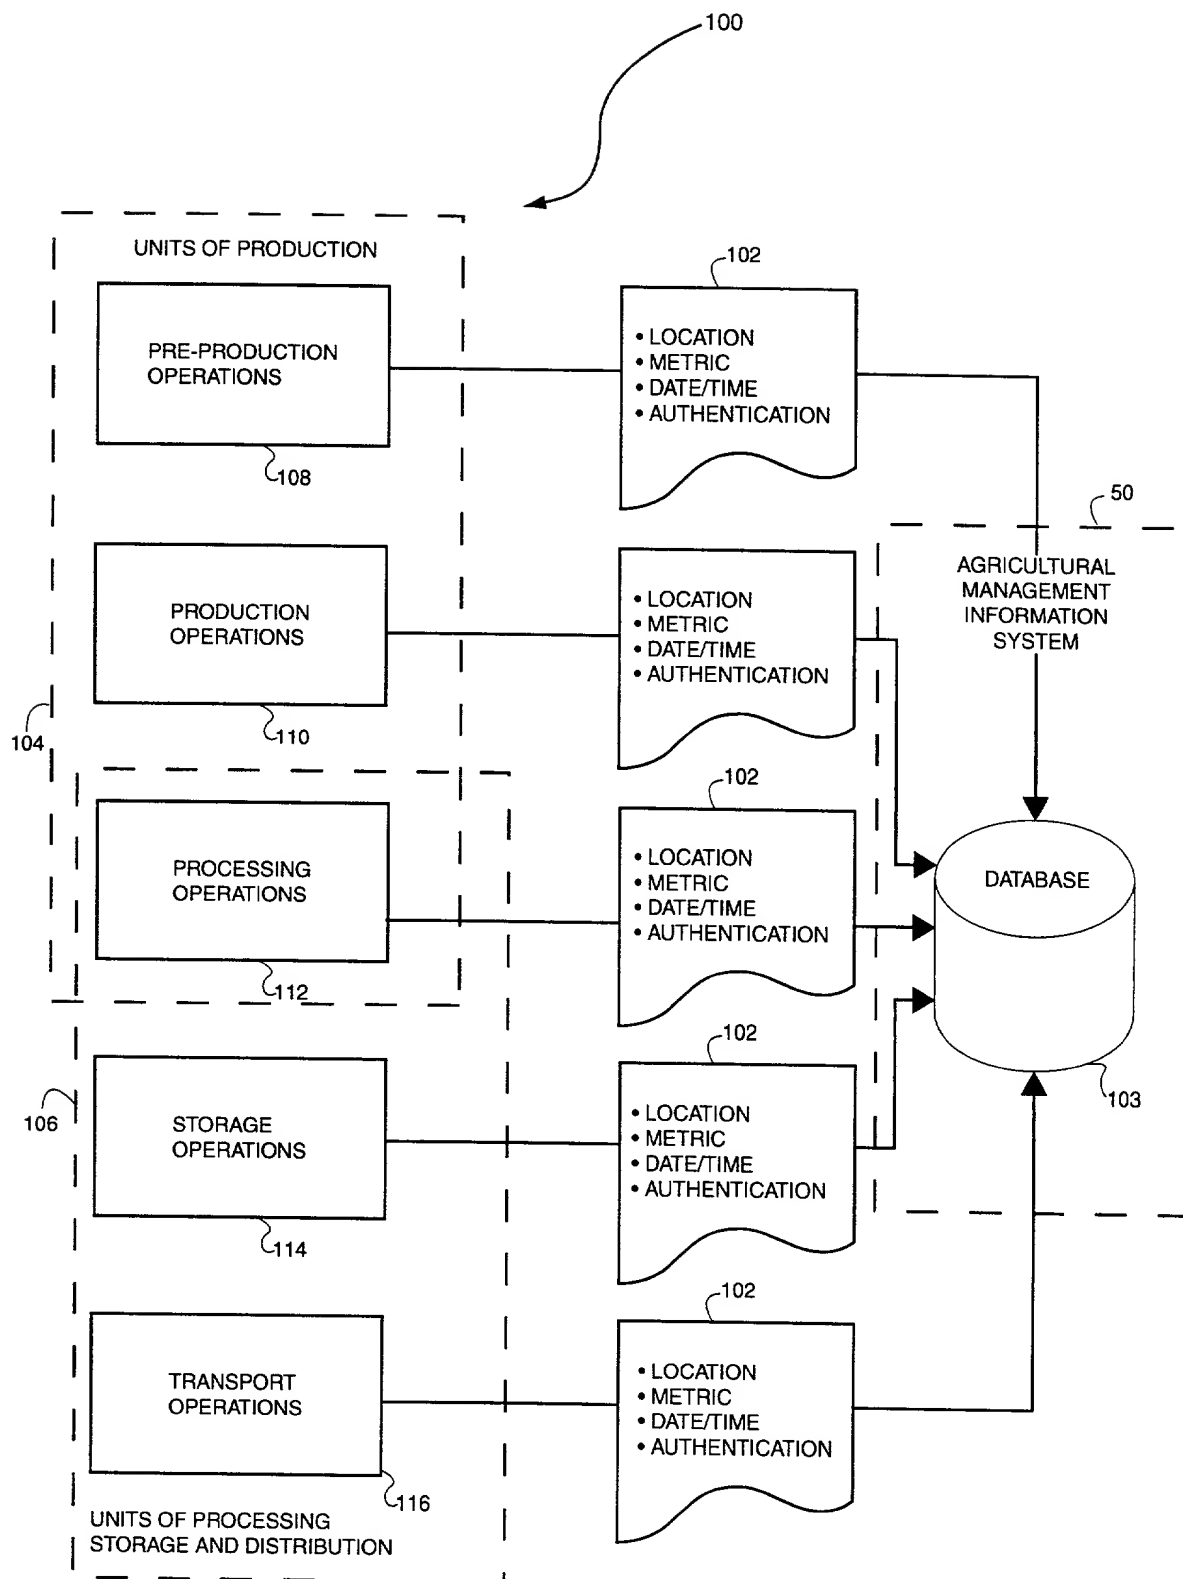 100
UNITS OF PRODUCTION
PRE-PRODUCTION
OPERATIONS
108
102
• LOCATION
• METRIC
• DATE/TIME
• AUTHENTICATION
50
AGRICULTURAL
MANAGEMENT
INFORMATION
SYSTEM
PRODUCTION
OPERATIONS
110
104
• LOCATION
• METRIC
• DATE/TIME
• AUTHENTICATION
PROCESSING
OPERATIONS
112
102
• LOCATION
• METRIC
• DATE/TIME
• AUTHENTICATION
DATABASE
103
106
STORAGE
OPERATIONS
114
102
• LOCATION
• METRIC
• DATE/TIME
• AUTHENTICATION
TRANSPORT
OPERATIONS
116
102
• LOCATION
• METRIC
• DATE/TIME
• AUTHENTICATION
UNITS OF PROCESSING
STORAGE AND DISTRIBUTION